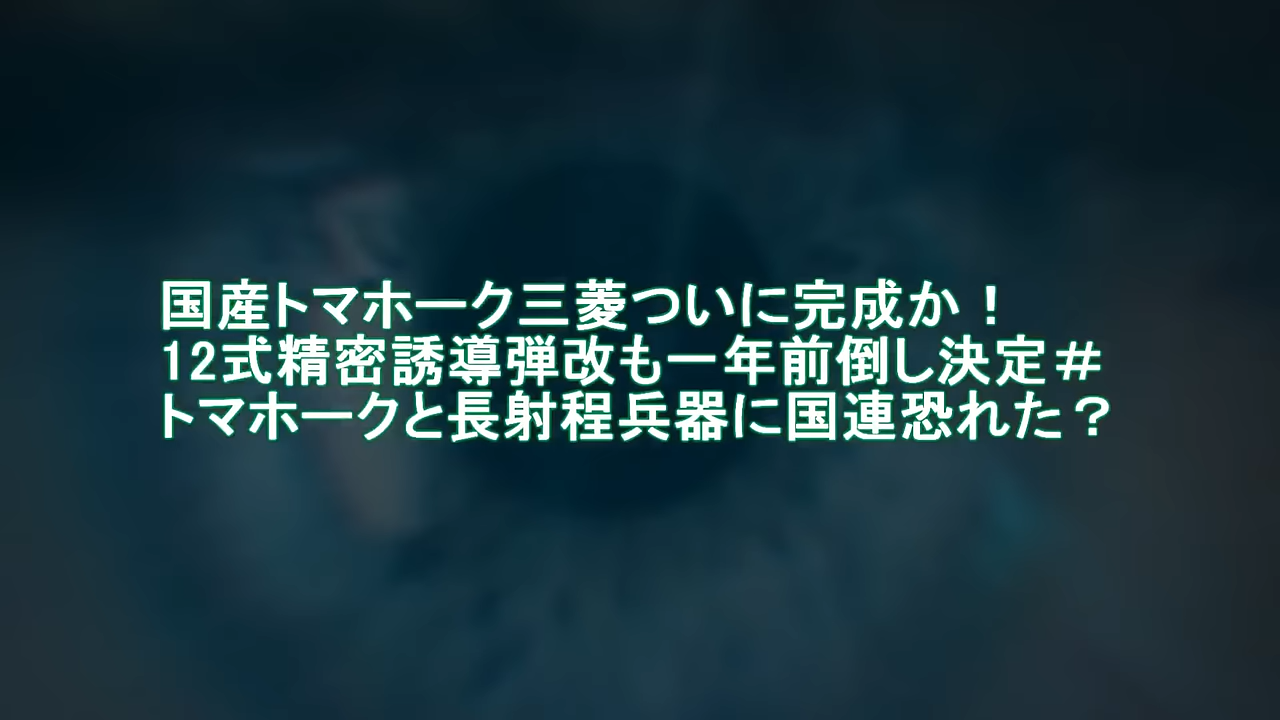 国産トマホーク三菱ついに完成か！
12式精密誘導弾改も一年前倒し決定＃
トマホークと長射程兵器に国連恐れた？